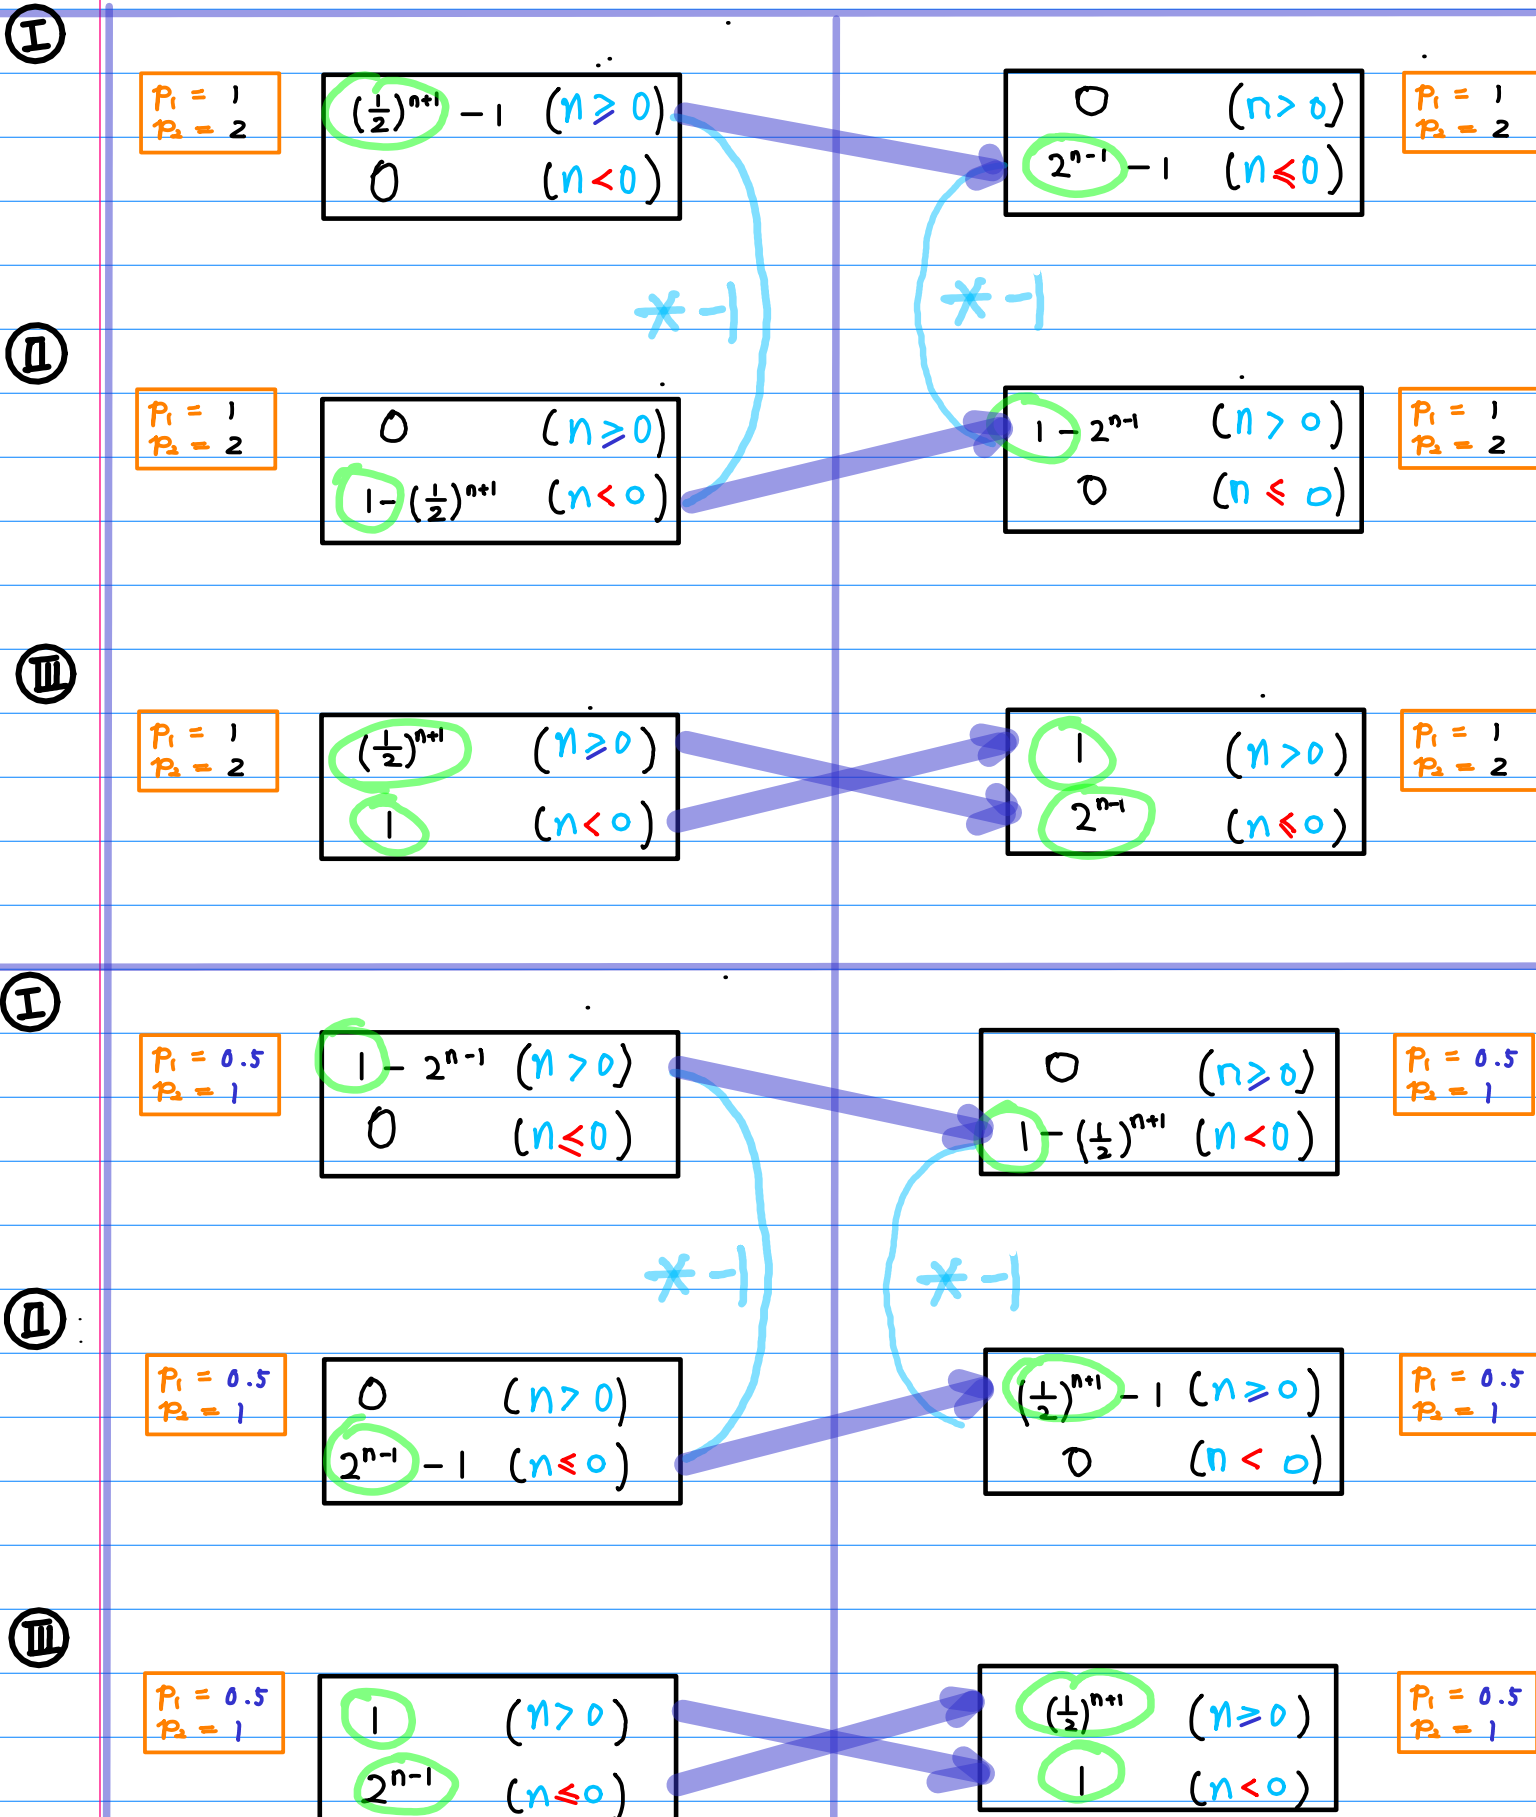 I
p₁ = 1
p₂ = 2
(1/2)^(n+1) - 1 (n ≥ 0)
0 (n < 0)
0 (n > 0)
2^(n-1) - 1 (n ≤ 0)
p₁ = 1
p₂ = 2
* -1
* -1
II
p₁ = 1
p₂ = 2
0 (n ≥ 0)
1 - (1/2)^(n+1) (n < 0)
1 - 2^(n-1) (n > 0)
0 (n ≤ 0)
p₁ = 1
p₂ = 2
III
p₁ = 1
p₂ = 2
(1/2)^(n+1) (n ≥ 0)
1 (n < 0)
1 (n > 0)
2^(n-1) (n ≤ 0)
p₁ = 1
p₂ = 2
I
p₁ = 0.5
p₂ = 1
1 - 2^(n-1) (n > 0)
0 (n ≤ 0)
0 (n ≥ 0)
1 - (1/2)^(n+1) (n < 0)
p₁ = 0.5
p₂ = 1
* -1
* -1
II
p₁ = 0.5
p₂ = 1
0 (n > 0)
2^(n-1) - 1 (n ≤ 0)
(1/2)^(n+1) - 1 (n ≥ 0)
0 (n < 0)
p₁ = 0.5
p₂ = 1
III
p₁ = 0.5
p₂ = 1
1 (n > 0)
2^(n-1) (n ≤ 0)
(1/2)^(n+1) (n ≥ 0)
1 (n < 0)
p₁ = 0.5
p₂ = 1